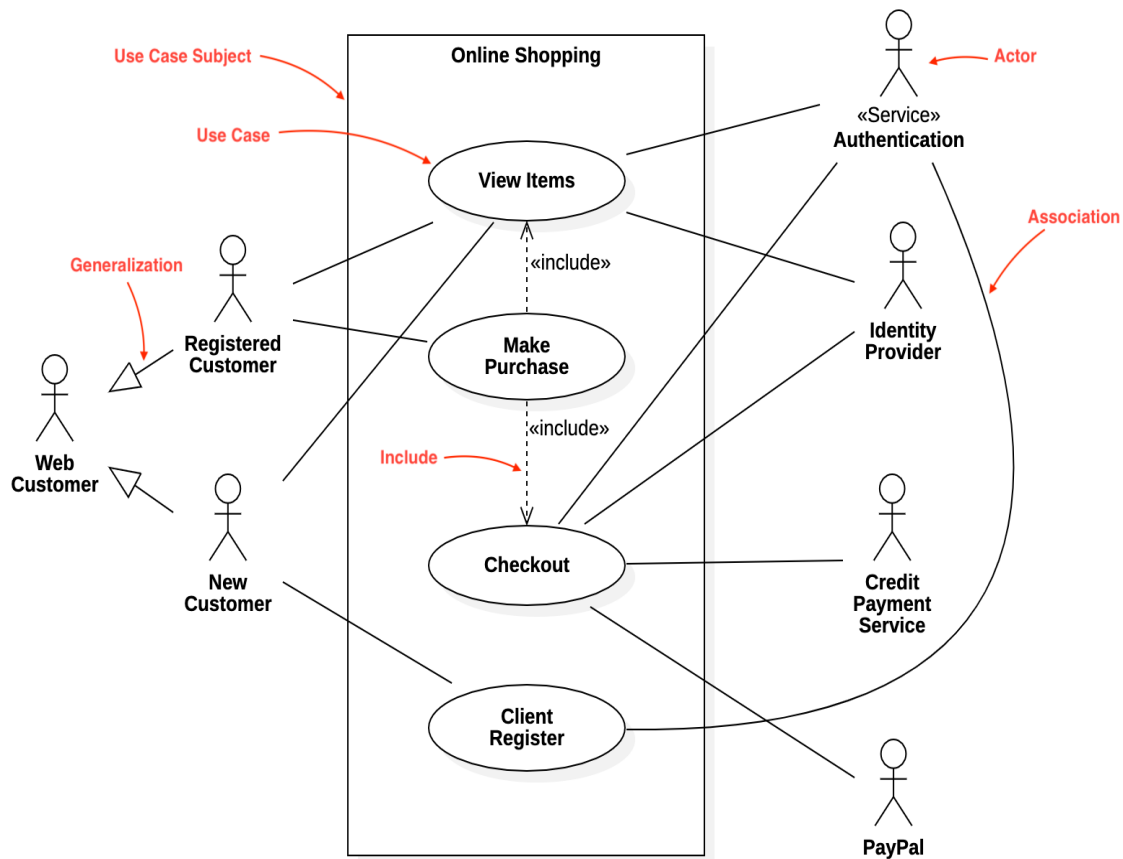 Use Case Subject
Online Shopping
Actor
«Service»
Authentication
Use Case
View Items
Association
Generalization
«include»
Registered
Customer
Make
Purchase
Identity
Provider
Web
Customer
«include»
Include
New
Customer
Checkout
Credit
Payment
Service
Client
Register
PayPal